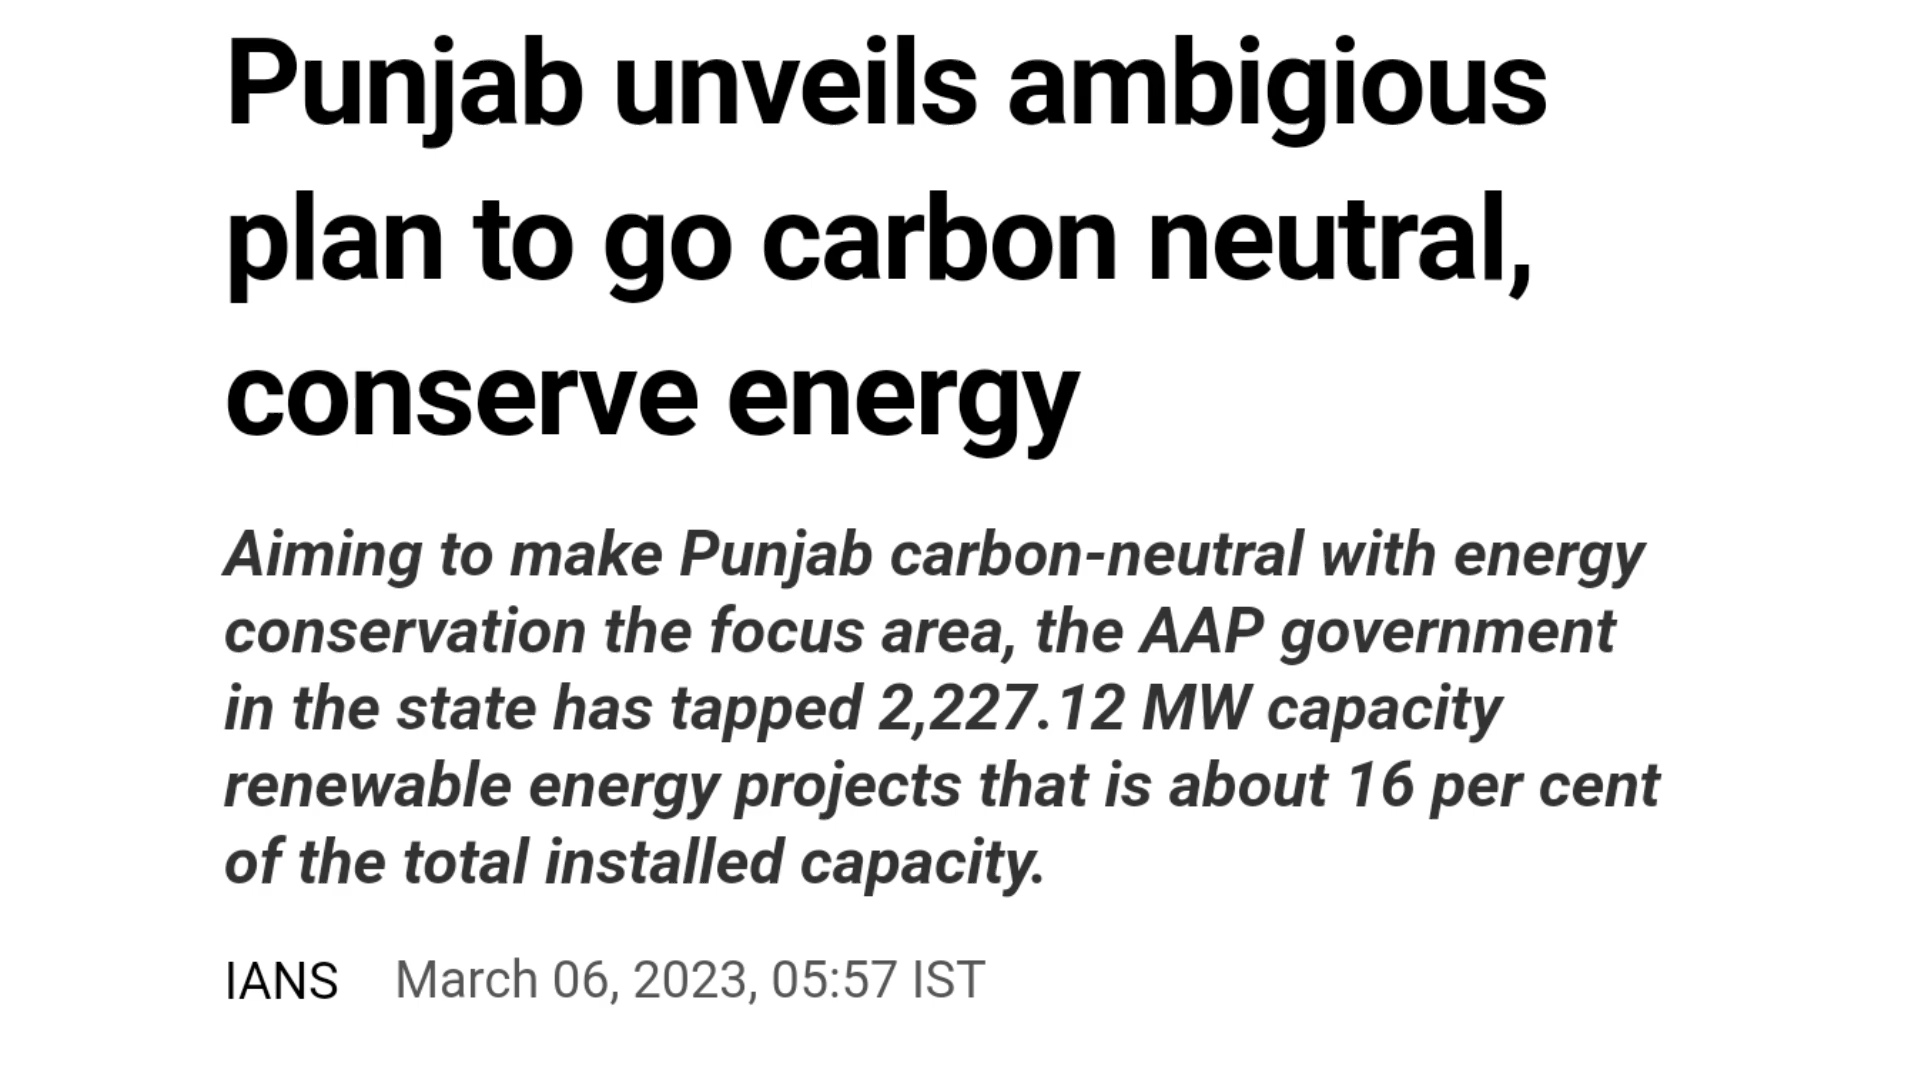 Punjab unveils ambigious
plan to go carbon neutral,
conserve energy
Aiming to make Punjab carbon-neutral with energy
conservation the focus area, the AAP government
in the state has tapped 2,227.12 MW capacity
renewable energy projects that is about 16 per cent
of the total installed capacity.
IANS March 06, 2023, 05:57 IST